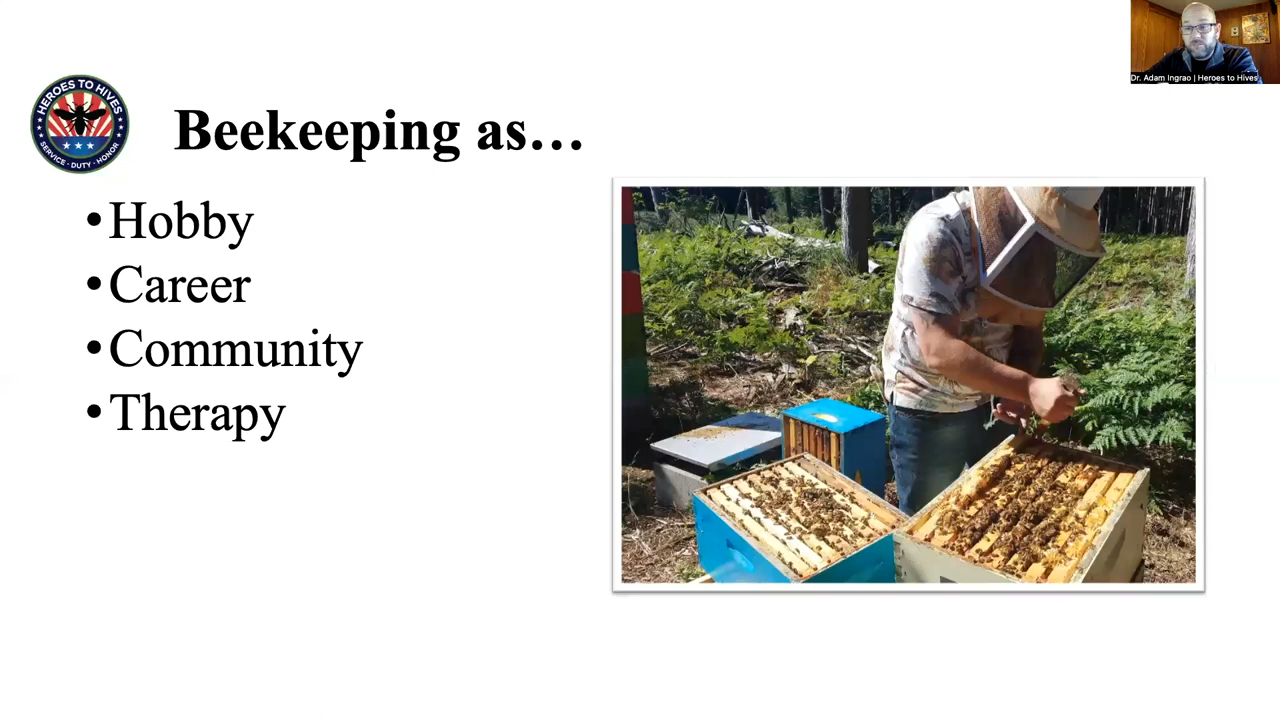 Dr. Adam Ingrao | Heroes to Hives
HEROES TO HIVES
SERVICE · DUTY · HONOR
Beekeeping as…
•Hobby
•Career
•Community
•Therapy